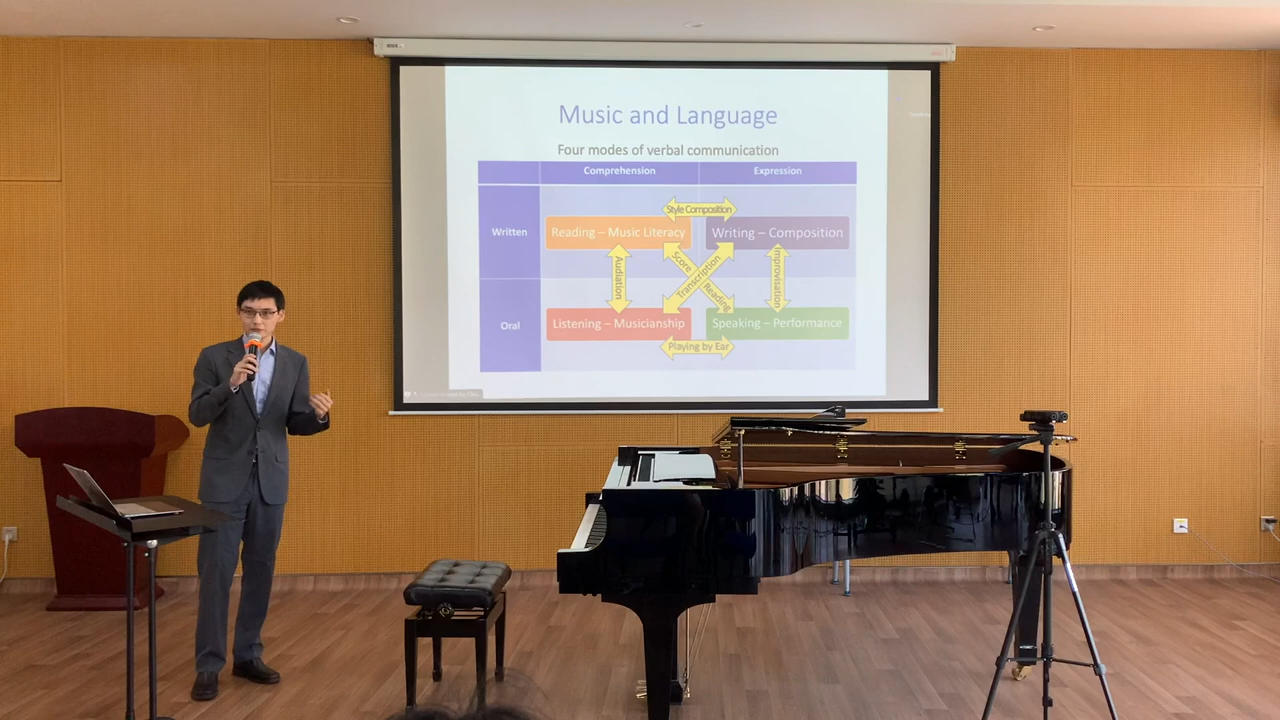 Music and Language
Four modes of verbal communication
Comprehension Expression
Style Composition
Written Reading – Music Literacy Writing – Composition
Audiation Score Reading Transcription Improvisation
Oral Listening – Musicianship Speaking – Performance
Playing by Ear